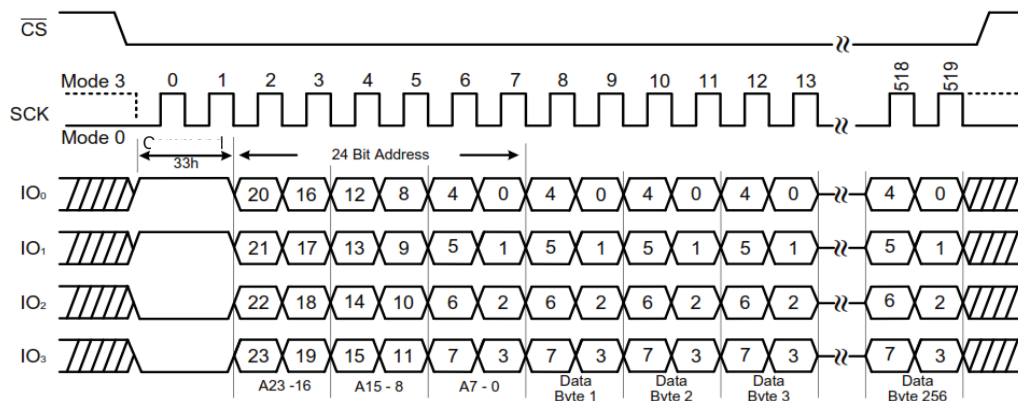 CS
Mode 3 0 1 2 3 4 5 6 7 8 9 10 11 12 13 518 519
SCK
Mode 0
33h 24 Bit Address
IO₀ 20 16 12 8 4 0 4 0 4 0 4 0 4 0
IO₁ 21 17 13 9 5 1 5 1 5 1 5 1 5 1
IO₂ 22 18 14 10 6 2 6 2 6 2 6 2 6 2
IO₃ 23 19 15 11 7 3 7 3 7 3 7 3 7 3
A23 -16 A15 - 8 A7 - 0 Data Data Data Data
Byte 1 Byte 2 Byte 3 Byte 256